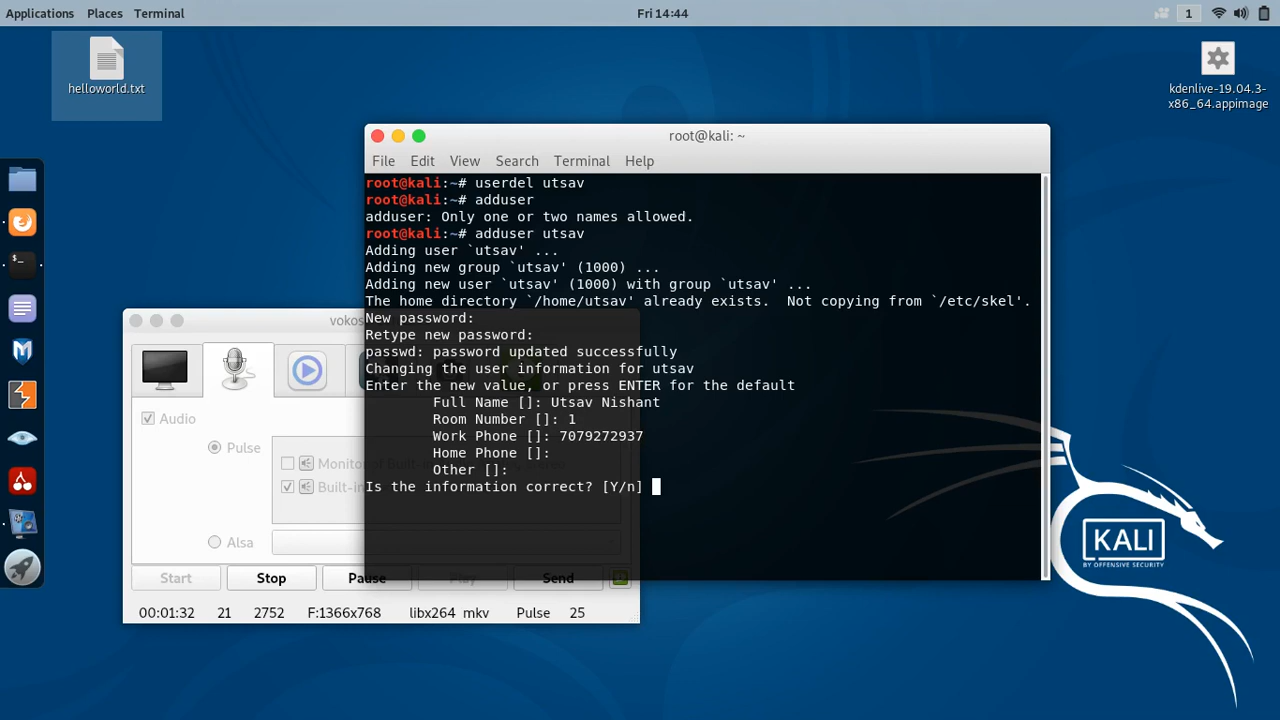 Applications Places Terminal
Fri 14:44
1
helloworld.txt
kdenlive-19.04.3-
x86_64.appimage
root@kali: ~
File Edit View Search Terminal Help
root@kali:~# userdel utsav
root@kali:~# adduser
adduser: Only one or two names allowed.
root@kali:~# adduser utsav
Adding user `utsav' ...
Adding new group `utsav' (1000) ...
Adding new user `utsav' (1000) with group `utsav' ...
The home directory `/home/utsav' already exists.  Not copying from `/etc/skel'.
New password:
Retype new password:
passwd: password updated successfully
Changing the user information for utsav
Enter the new value, or press ENTER for the default
Full Name []: Utsav Nishant
Room Number []: 1
Work Phone []: 7079272937
Home Phone []:
Other []:
Is the information correct? [Y/n]
Audio
Pulse
Monitor of Built-in
Alsa
Start Stop Pause Play Send
00:01:32 21 2752 F:1366x768 libx264 mkv Pulse 25
KALI
BY OFFENSIVE SECURITY